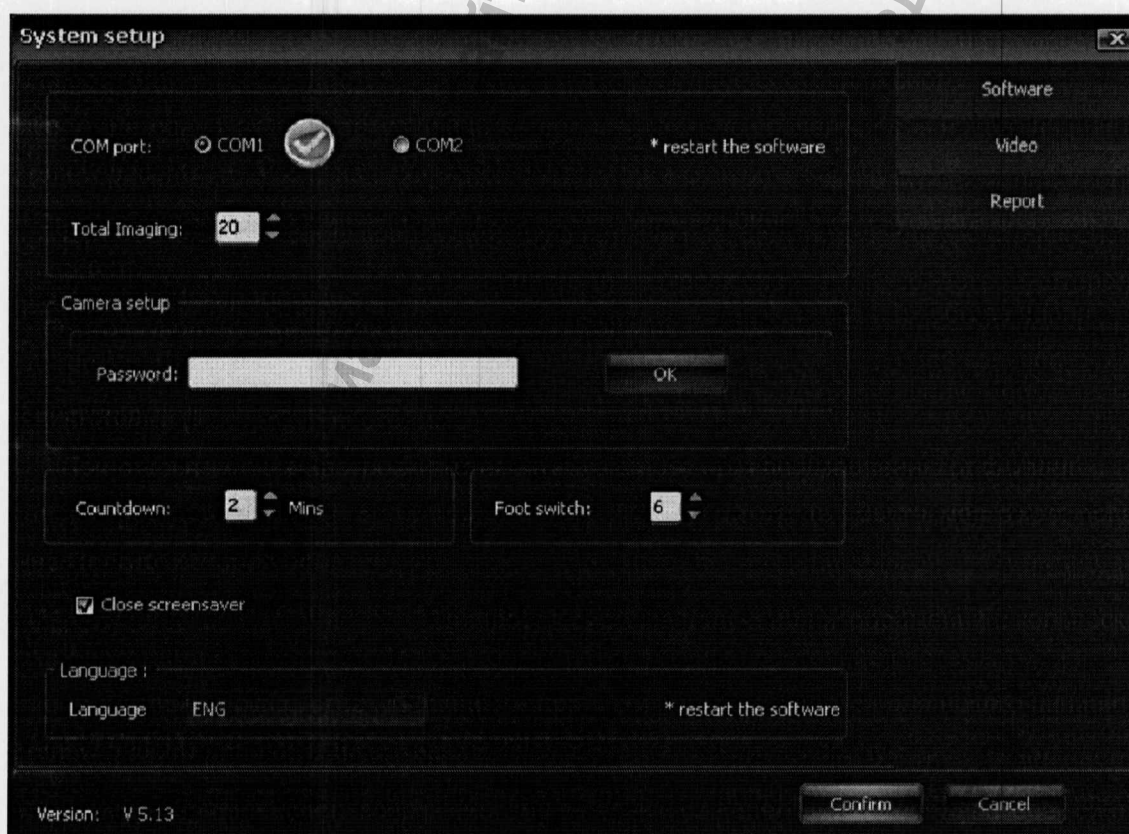 System setup
Software
Video
Report
COM port: COM1 COM2 * restart the software
Total Imaging: 20
Camera setup
Password: OK
Countdown: 2 Mins Foot switch: 6
Close screensaver
Language :
Language ENG * restart the software
Version: V 5.13
Confirm Cancel